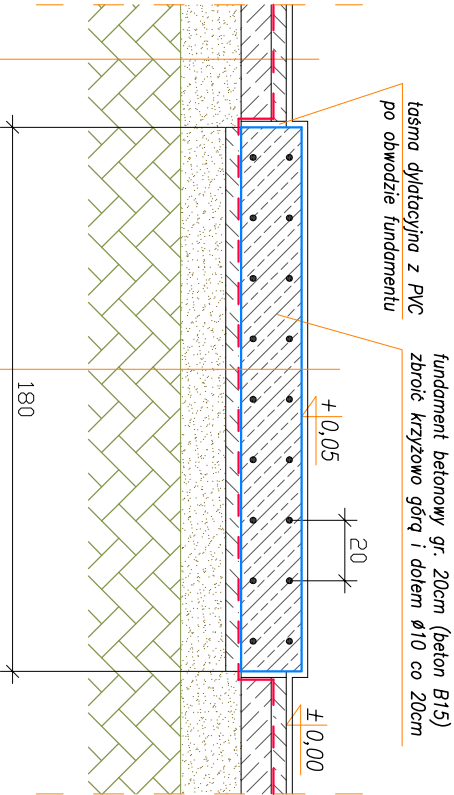 taśma dylatacyjna z PVC
po obwodzie fundamentu
fundament betonowy gr. 20cm (beton B15)
zbroić krzyżowo górą i dołem ø10 co 20cm
20
+ 0,05
± 0,00
180